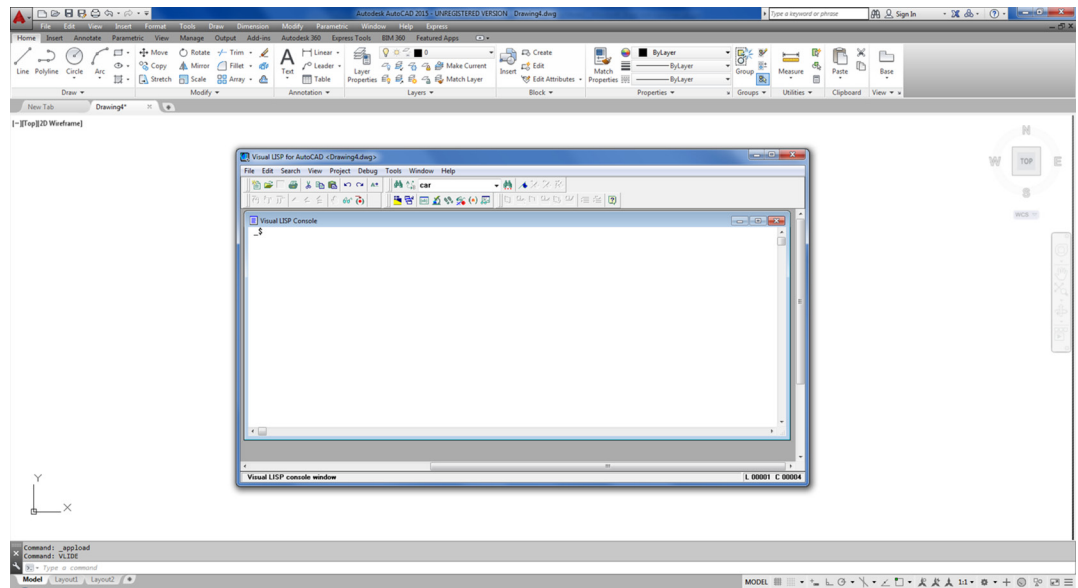 Autodesk AutoCAD 2015 - UNREGISTERED VERSION Drawing4.dwg
Type a keyword or phrase
Sign In
File Edit View Insert Format Tools Draw Dimension Modify Parametric Window Help Express
Home Insert Annotate Parametric View Manage Output Add-ins Autodesk 360 Express Tools BIM 360 Featured Apps
Move Rotate Trim Linear 0 Create ByLayer
Line Polyline Circle Arc Copy Mirror Fillet Text Leader Layer Properties Make Current Insert Edit Match Properties ByLayer Group Measure Paste Base
Stretch Scale Array Table Match Layer Edit Attributes ByLayer
Draw Modify Annotation Layers Block Properties Groups Utilities Clipboard View
New Tab Drawing4*
[-][Top][2D Wireframe]
N
W TOP E
S
WCS
Visual LISP for AutoCAD <Drawing4.dwg>
File Edit Search View Project Debug Tools Window Help
car
Visual LISP Console
_$
Visual LISP console window L 00001 C 00004
Y
X
Command: _appload
Command: VLIDE
Type a command
Model Layout1 Layout2
MODEL 1:1